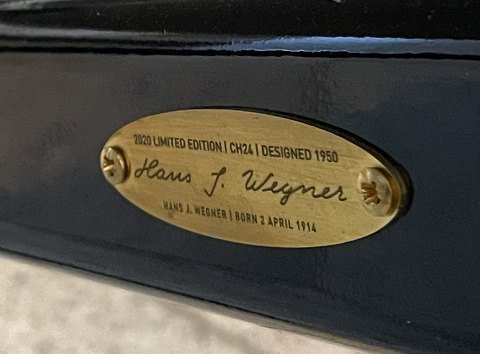 2020 LIMITED EDITION | CH24 | DESIGNED 1950
Hans J. Wegner
HANS J. WEGNER | BORN 2 APRIL 1914